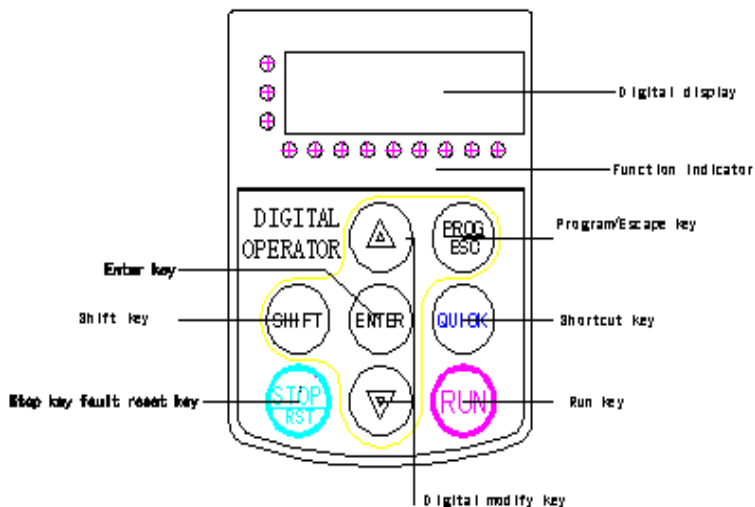 Digital display
Function indicator
DIGITAL
OPERATOR
PROG
ESC
Program/Escape key
Enter key
Shift key
SHIFT
ENTER
QUICK
Shortcut key
Stop key fault reset key
STOP
RST
RUN
Run key
Digital modify key